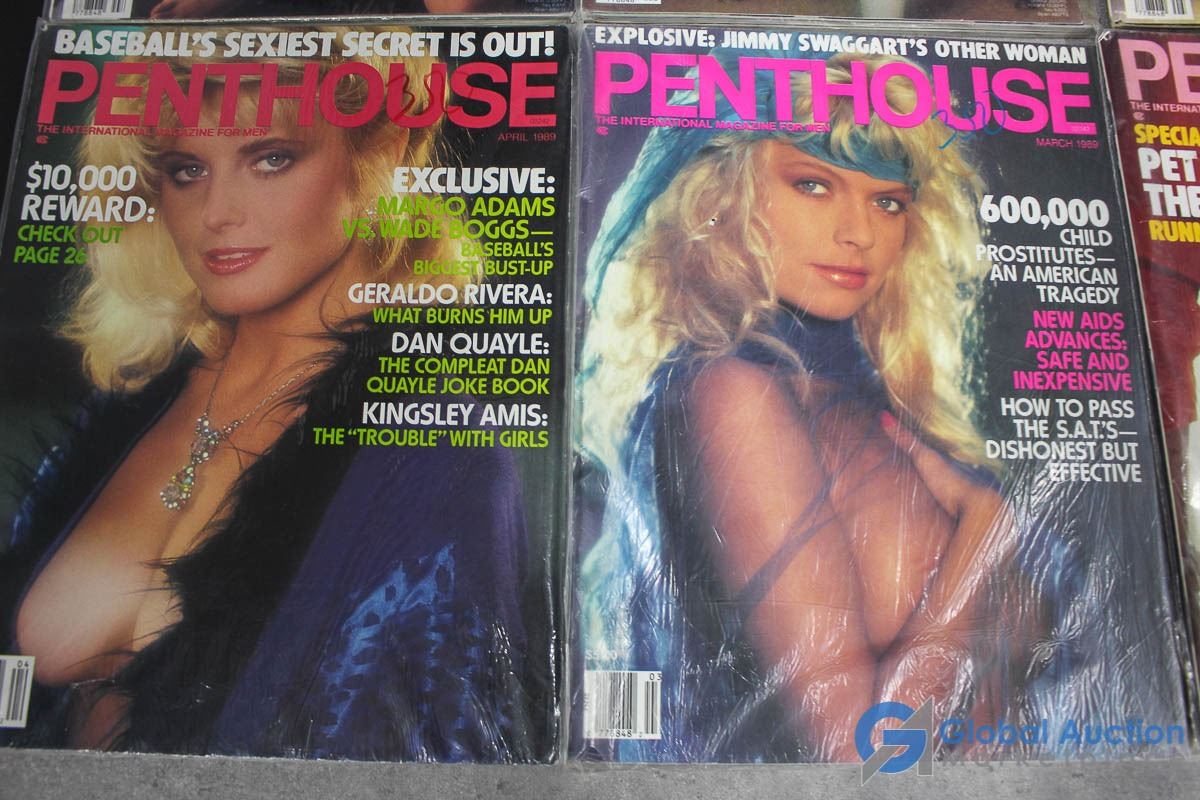 BASEBALL'S SEXIEST SECRET IS OUT!
PENTHOUSE
THE INTERNATIONAL MAGAZINE FOR MEN
APRIL 1989
$10,000
REWARD:
CHECK OUT
PAGE 26
EXCLUSIVE:
MARGO ADAMS
VS. WADE BOGGS—
BASEBALL'S
BIGGEST BUST-UP
GERALDO RIVERA:
WHAT BURNS HIM UP
DAN QUAYLE:
THE COMPLEAT DAN
QUAYLE JOKE BOOK
KINGSLEY AMIS:
THE "TROUBLE" WITH GIRLS
04
EXPLOSIVE: JIMMY SWAGGART'S OTHER WOMAN
PENTHOUSE
THE INTERNATIONAL MAGAZINE FOR MEN
MARCH 1989
600,000
CHILD
PROSTITUTES—
AN AMERICAN
TRAGEDY
NEW AIDS
ADVANCES:
SAFE AND
INEXPENSIVE
HOW TO PASS
THE S.A.T.'S—
DISHONEST BUT
EFFECTIVE
03
PE
THE INTERNAT
SPECIA
PET
THE
RUNN
Global Auction